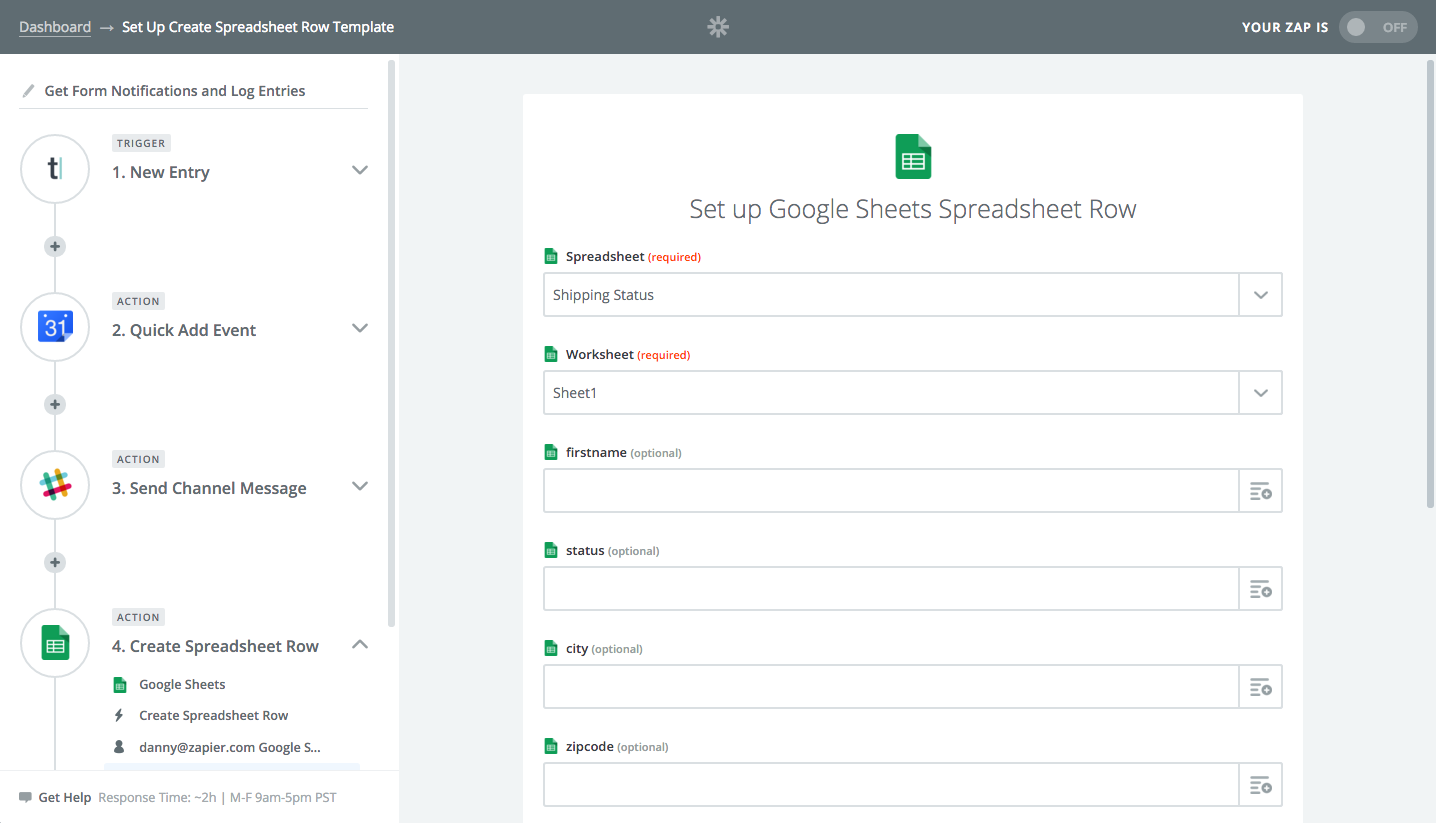 Dashboard → Set Up Create Spreadsheet Row Template
YOUR ZAP IS OFF
Get Form Notifications and Log Entries
TRIGGER
t
1. New Entry
+
ACTION
31
2. Quick Add Event
+
ACTION
3. Send Channel Message
+
ACTION
4. Create Spreadsheet Row
Google Sheets
Create Spreadsheet Row
danny@zapier.com Google S...
Get Help Response Time: ~2h | M-F 9am-5pm PST
Set up Google Sheets Spreadsheet Row
Spreadsheet (required)
Shipping Status
Worksheet (required)
Sheet1
firstname (optional)
status (optional)
city (optional)
zipcode (optional)